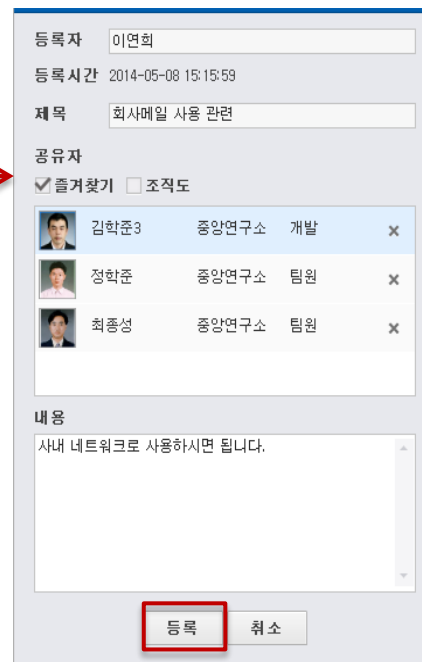 등록자 이연희
등록시간 2014-05-08 15:15:59
제목 회사메일 사용 관련
공유자
즐겨찾기 조직도
김학준3 중앙연구소 개발
정학준 중앙연구소 팀원
최종성 중앙연구소 팀원
내용
사내 네트워크로 사용하시면 됩니다.
등록 취소